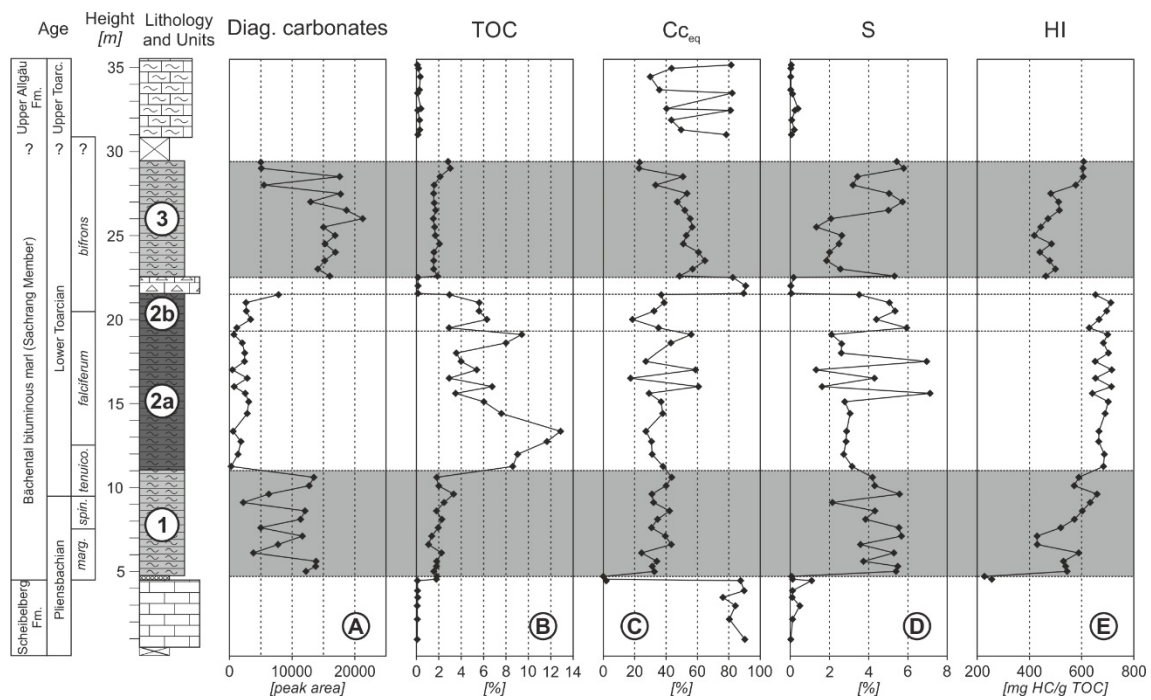 Age
Height
[m]
Lithology
and Units
Diag. carbonates
TOC
Cc eq
S
HI
Upper Allgäu
Fm.
Upper Toarc.
?
?
?
Bächental bituminous marl (Sachrang Member)
Lower Toarcian
bifrons
falciferum
tenuico.
spin.
marg.
Pliensbachian
Scheibelberg
Fm.
35
30
25
20
15
10
5
3
2b
2a
1
A
B
C
D
E
0 10000 20000
[peak area]
0 2 4 6 8 10 12 14
[%]
0 20 40 60 80 100
[%]
0 2 4 6 8
[%]
200 400 600 800
[mg HC/g TOC]